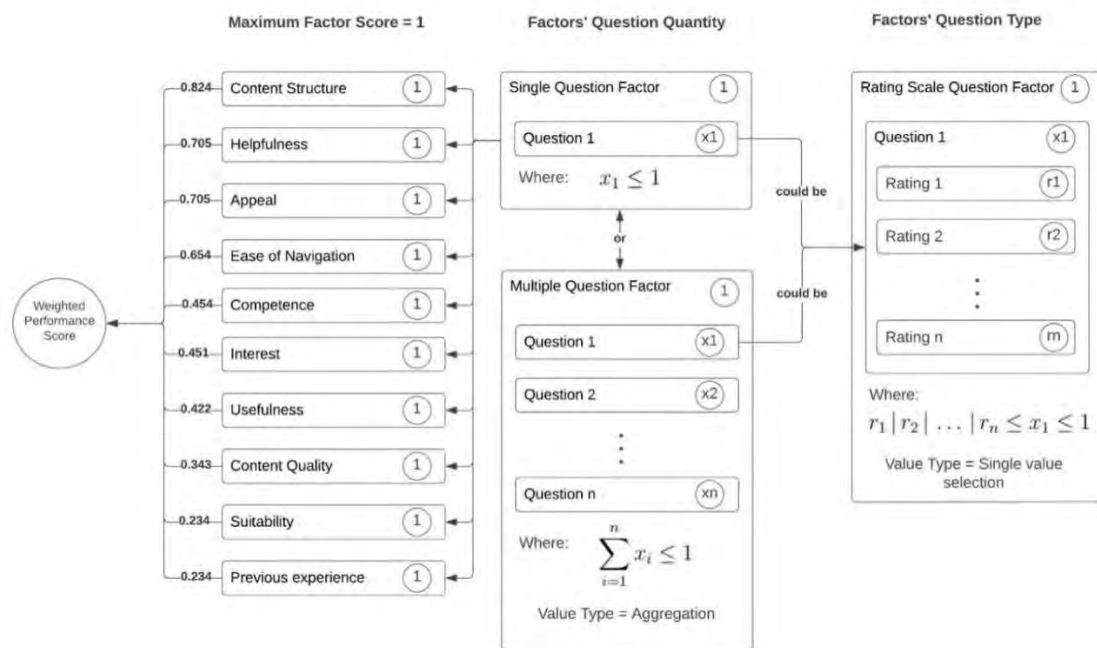 Maximum Factor Score = 1
Factors' Question Quantity
Factors' Question Type
Weighted
Performance
Score
0.824
Content Structure
1
0.705
Helpfulness
1
0.705
Appeal
1
0.654
Ease of Navigation
1
0.454
Competence
1
0.451
Interest
1
0.422
Usefulness
1
0.343
Content Quality
1
0.234
Suitability
1
0.234
Previous experience
1
Single Question Factor
1
Question 1
x1
Where: x₁ ≤ 1
or
Multiple Question Factor
1
Question 1
x1
Question 2
x2
⋮
Question n
xn
Where: ∑ⁿᵢ₌₁ xᵢ ≤ 1
Value Type = Aggregation
could be
could be
Rating Scale Question Factor
1
Question 1
x1
Rating 1
r1
Rating 2
r2
⋮
Rating n
rn
Where:
r₁ | r₂ | … | rₙ ≤ x₁ ≤ 1
Value Type = Single value
selection